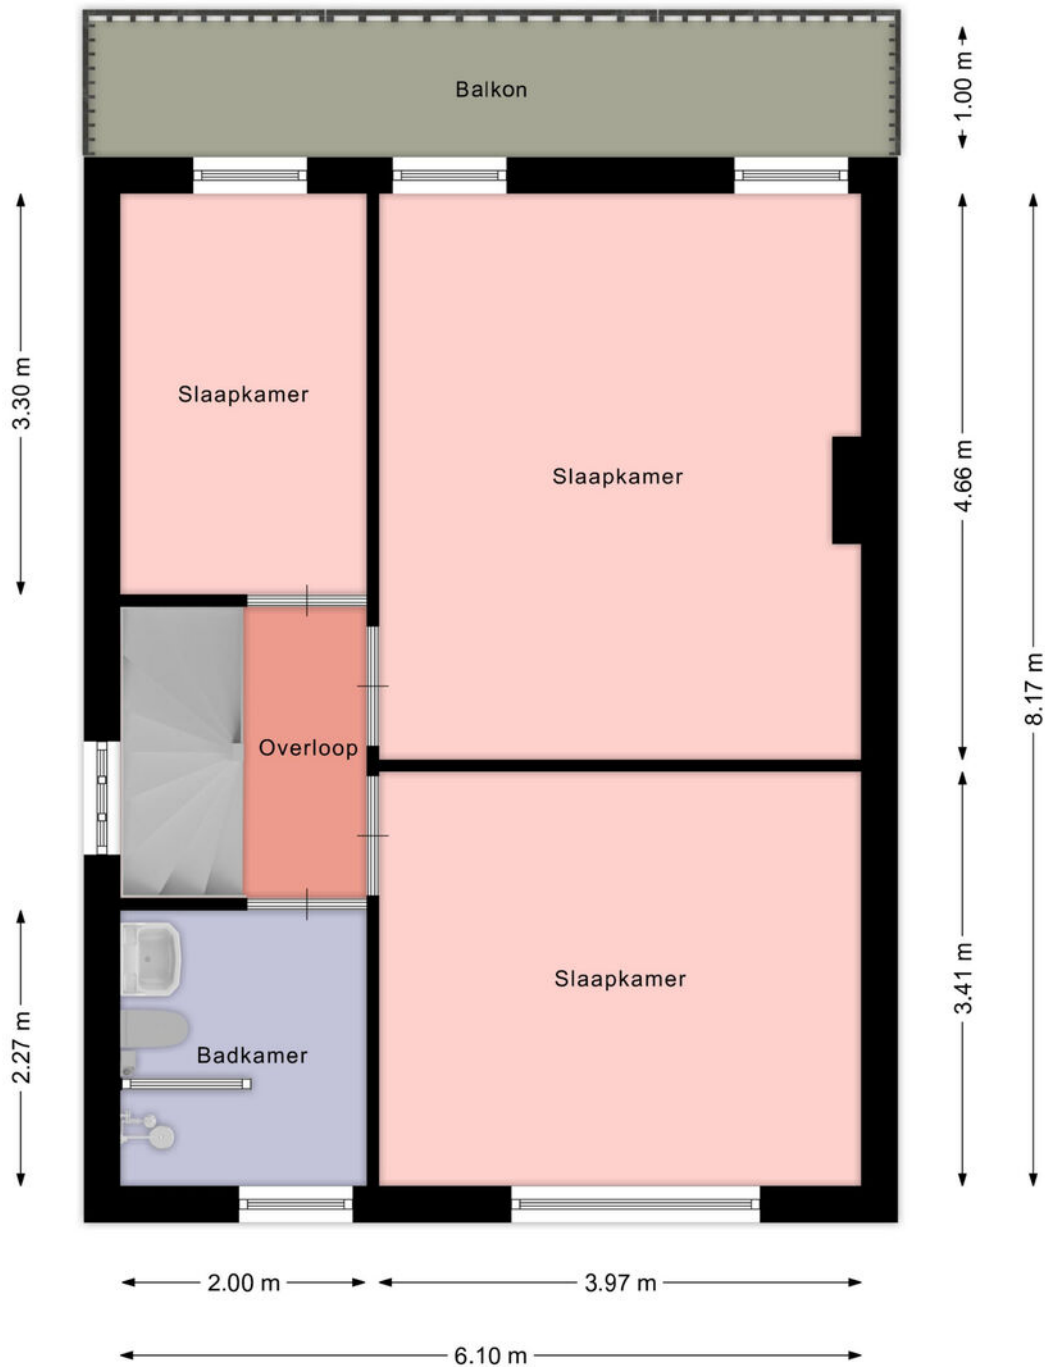 Balkon
1.00 m
Slaapkamer
3.30 m
Slaapkamer
4.66 m
8.17 m
Overloop
Slaapkamer
3.41 m
Badkamer
2.27 m
2.00 m
3.97 m
6.10 m